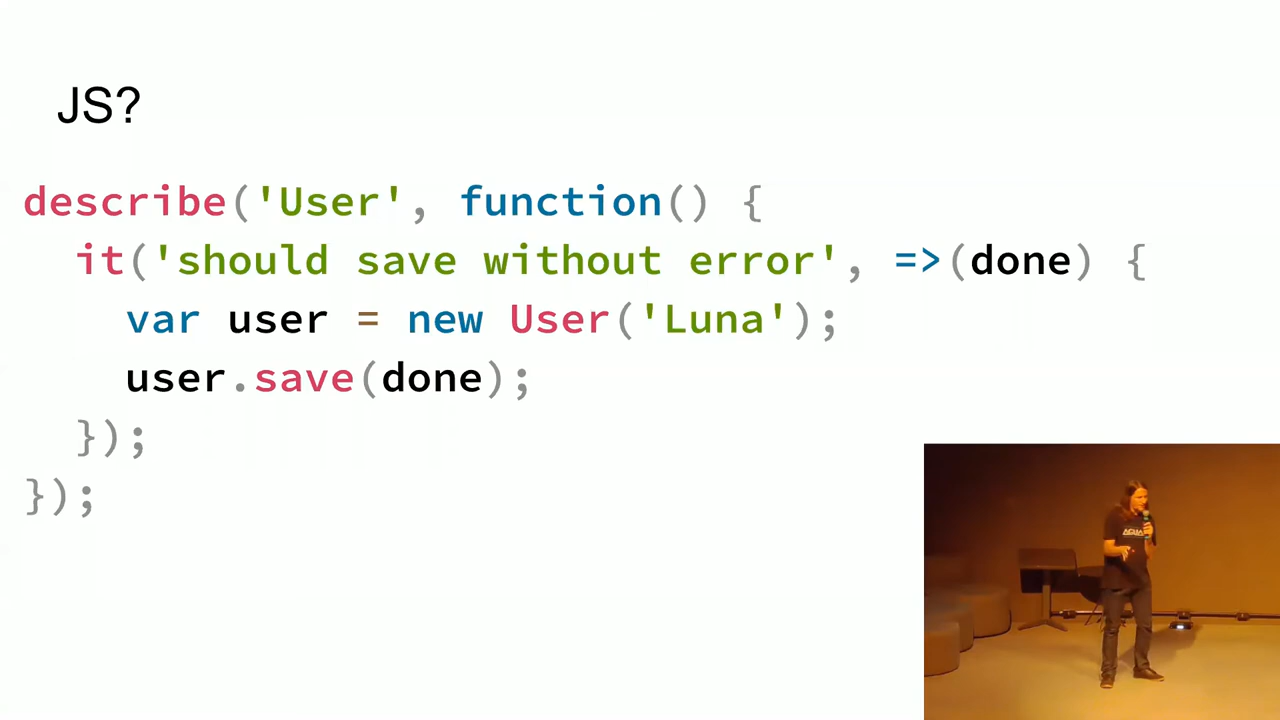 JS?
describe('User', function() {
  it('should save without error', =>(done) {
    var user = new User('Luna');
    user.save(done);
  });
});